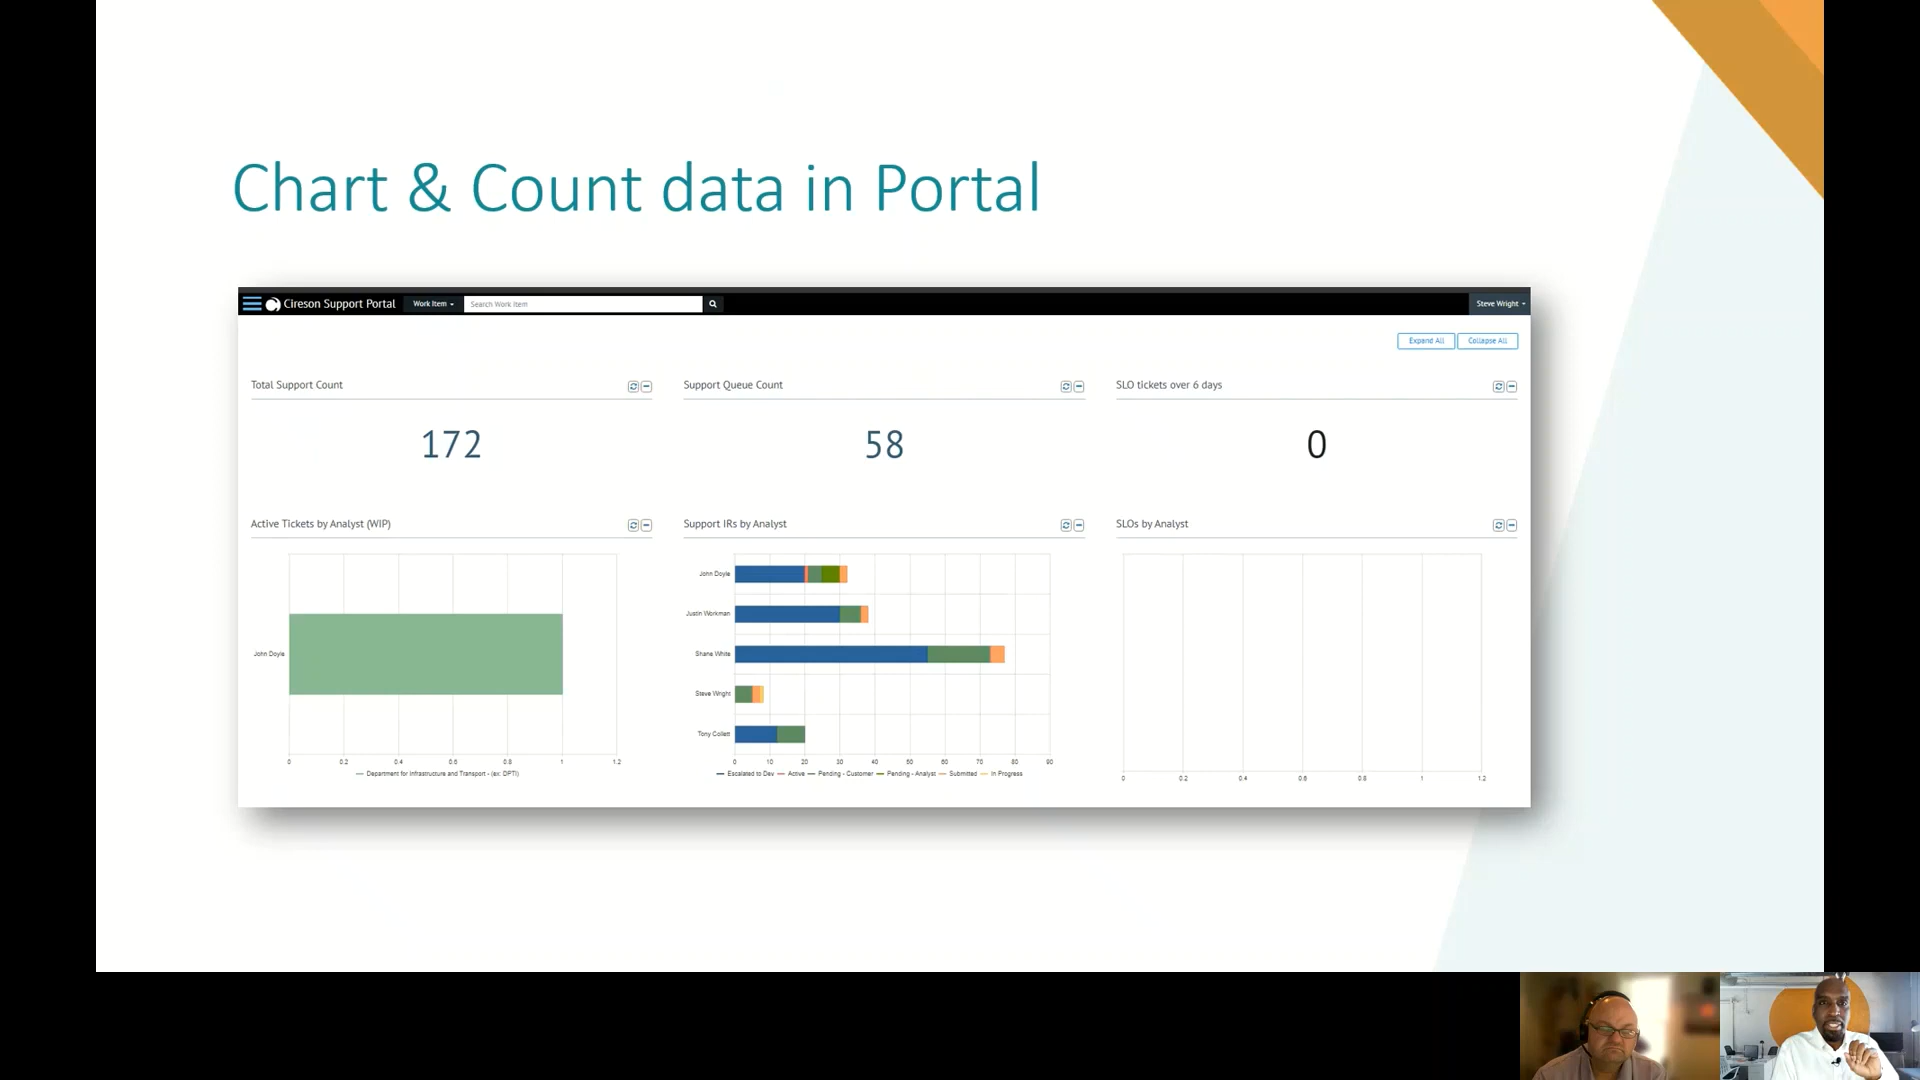 Chart & Count data in Portal
Cireson Support Portal
Work Item
Search Work Item
Steve Wright
Expand All
Collapse All
Total Support Count
Support Queue Count
SLO tickets over 6 days
172
58
0
Active Tickets by Analyst (WIP)
Support IRs by Analyst
SLOs by Analyst
John Doyle
0 0.2 0.4 0.6 0.8 1 1.2
Department for Infrastructure and Transport - (ex: DPTI)
John Doyle
Justin Workman
Shane White
Steve Wright
Tony Collett
0 10 20 30 40 50 60 70 80 90
Escalated to Dev Active Pending - Customer Pending - Analyst Submitted In Progress
0 0.2 0.4 0.6 0.8 1 1.2